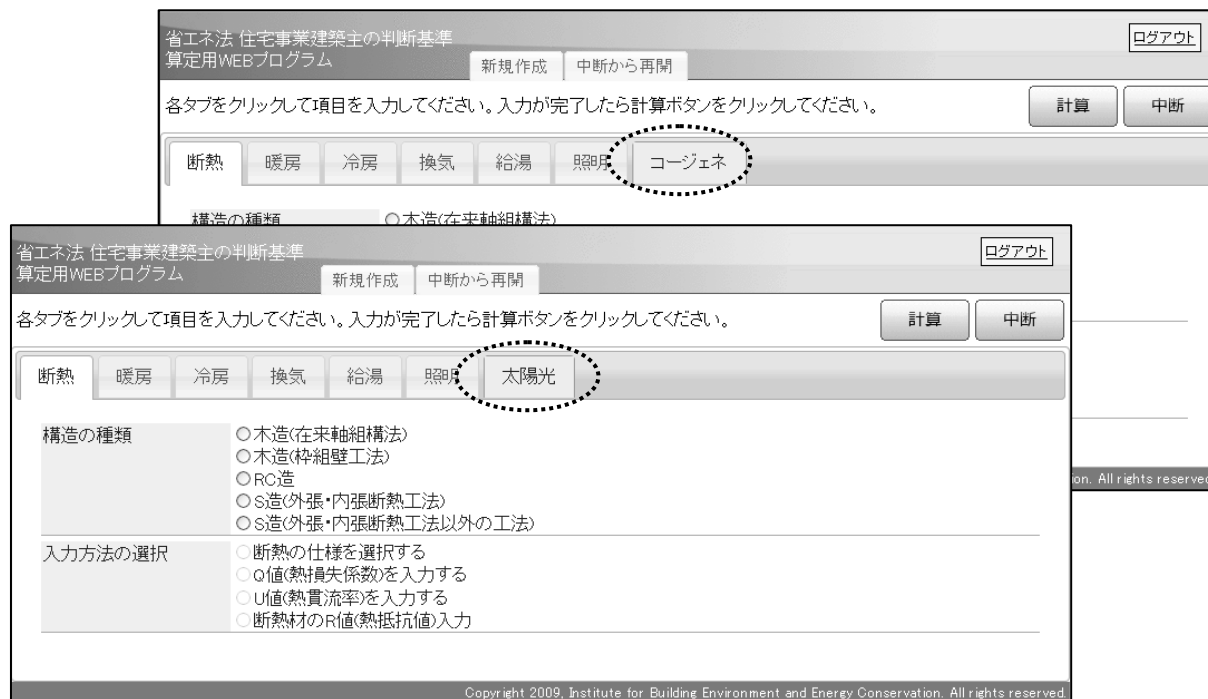 省エネ法 住宅事業建築主の判断基準
算定用WEBプログラム
新規作成
中断から再開
ログアウト
各タブをクリックして項目を入力してください。入力が完了したら計算ボタンをクリックしてください。
計算
中断
断熱
暖房
冷房
換気
給湯
照明
コージェネ
構造の種類
○木造(在来軸組構法)
ion. All rights reserved
省エネ法 住宅事業建築主の判断基準
算定用WEBプログラム
新規作成
中断から再開
ログアウト
各タブをクリックして項目を入力してください。入力が完了したら計算ボタンをクリックしてください。
計算
中断
断熱
暖房
冷房
換気
給湯
照明
太陽光
構造の種類
○木造(在来軸組構法)
○木造(枠組壁工法)
○RC造
○S造(外張・内張断熱工法)
○S造(外張・内張断熱工法以外の工法)
入力方法の選択
○断熱の仕様を選択する
○Q値(熱損失係数)を入力する
○U値(熱貫流率)を入力する
○断熱材のR値(熱抵抗値)入力
Copyright 2009, Institute for Building Environment and Energy Conservation. All rights reserved.